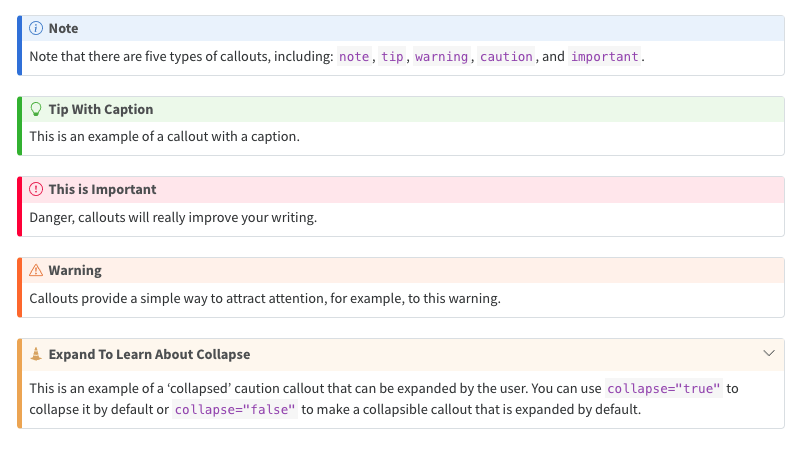 Note
Note that there are five types of callouts, including: note, tip, warning, caution, and important.
Tip With Caption
This is an example of a callout with a caption.
This is Important
Danger, callouts will really improve your writing.
Warning
Callouts provide a simple way to attract attention, for example, to this warning.
Expand To Learn About Collapse
This is an example of a ‘collapsed’ caution callout that can be expanded by the user. You can use collapse="true" to
collapse it by default or collapse="false" to make a collapsible callout that is expanded by default.